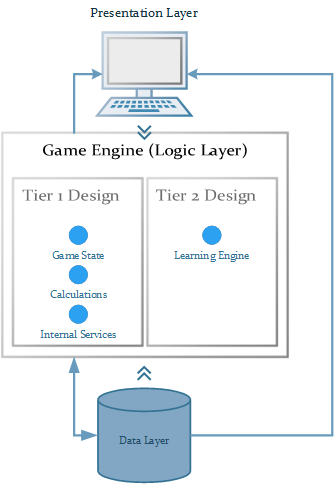 Presentation Layer
Game Engine (Logic Layer)
Tier 1 Design
Tier 2 Design
Game State
Learning Engine
Calculations
Internal Services
Data Layer